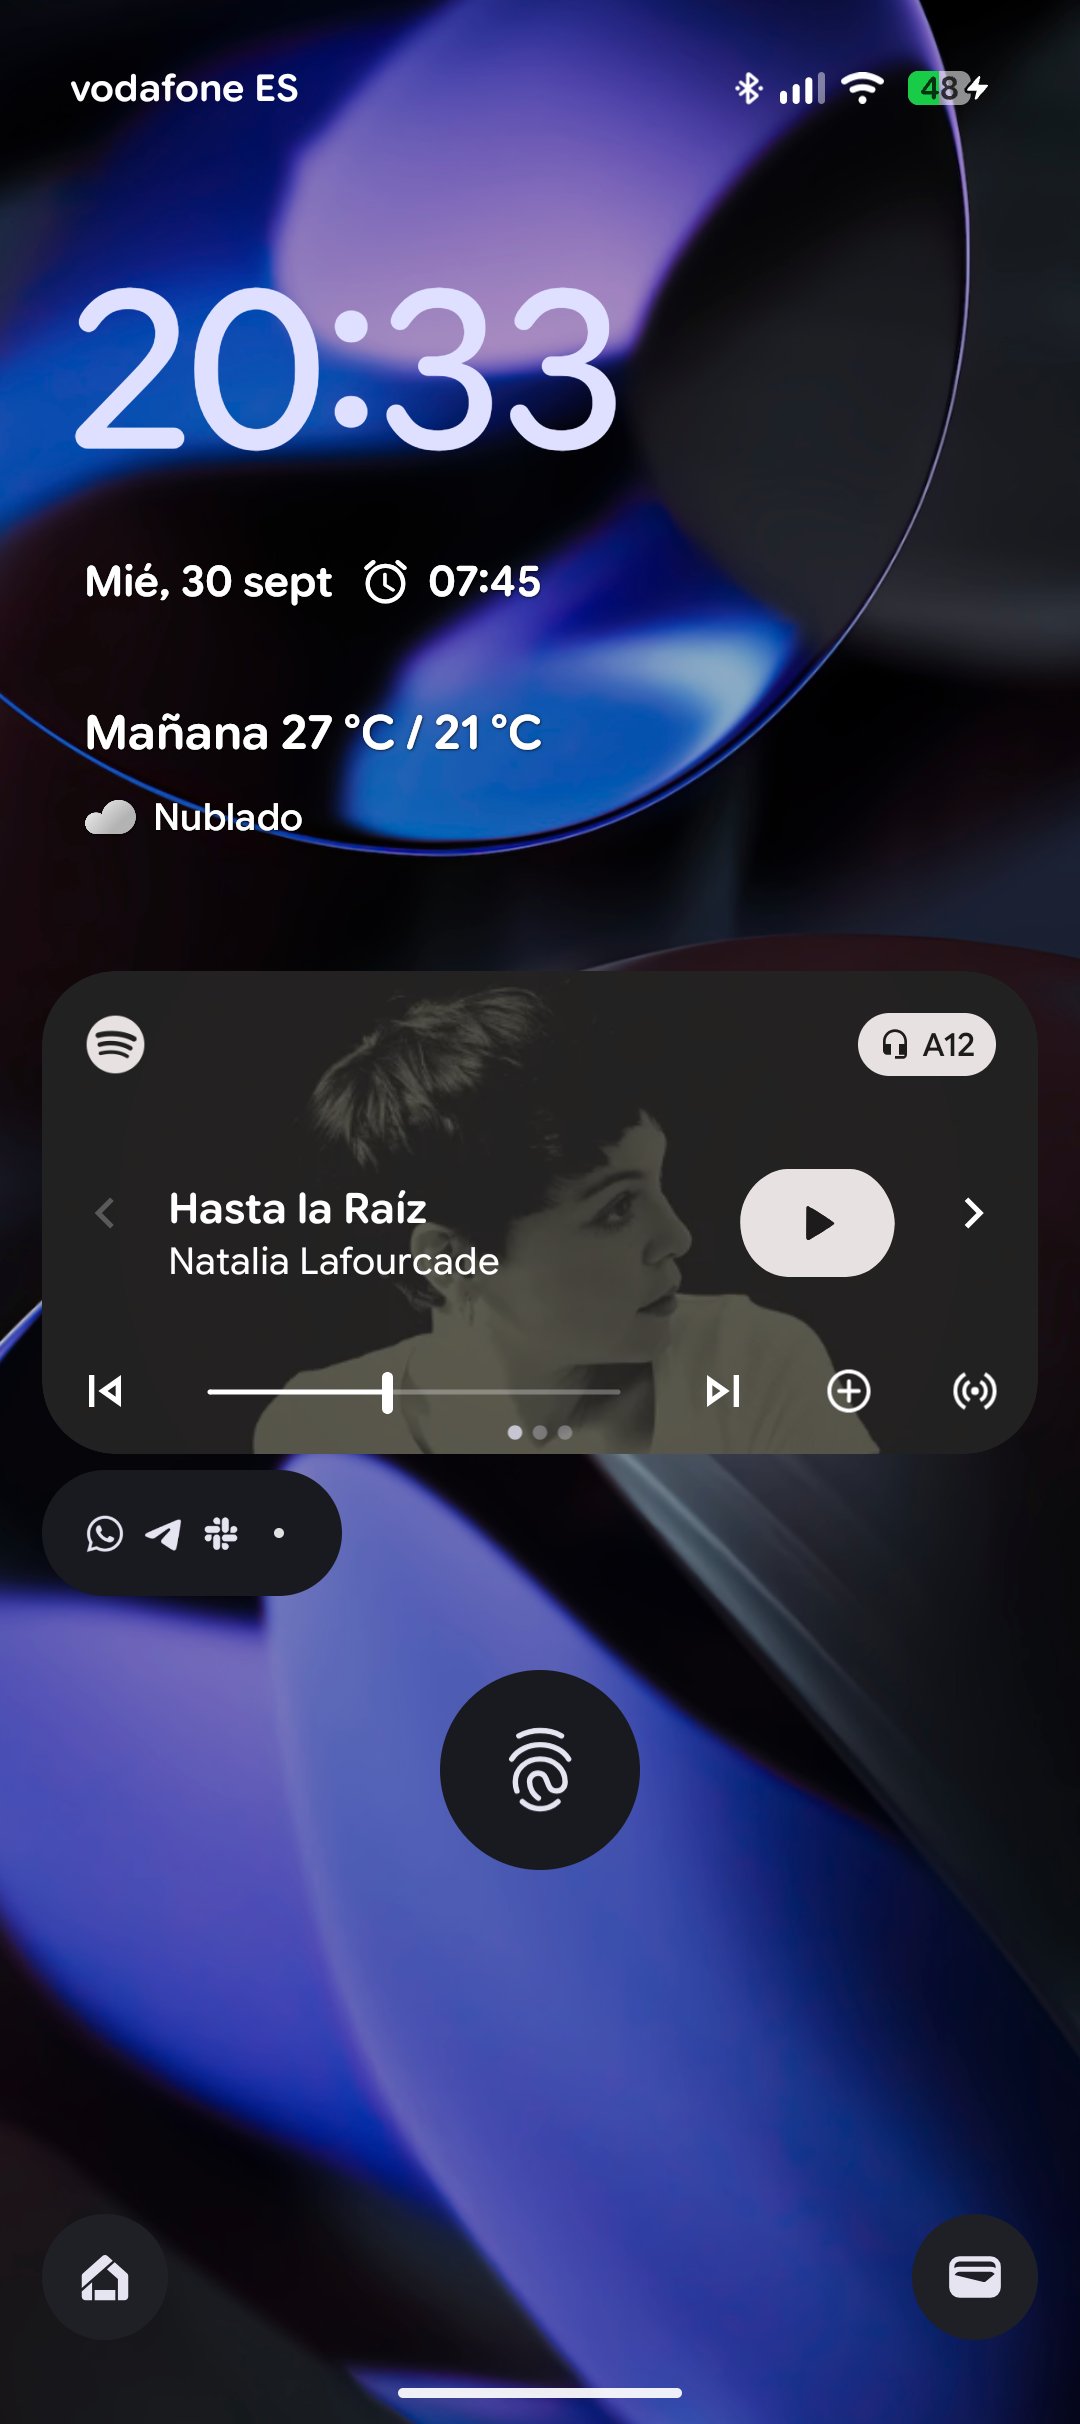 vodafone ES
48
20:33
Mié, 30 sept 07:45
Mañana 27 °C / 21 °C
Nublado
A12
Hasta la Raíz
Natalia Lafourcade